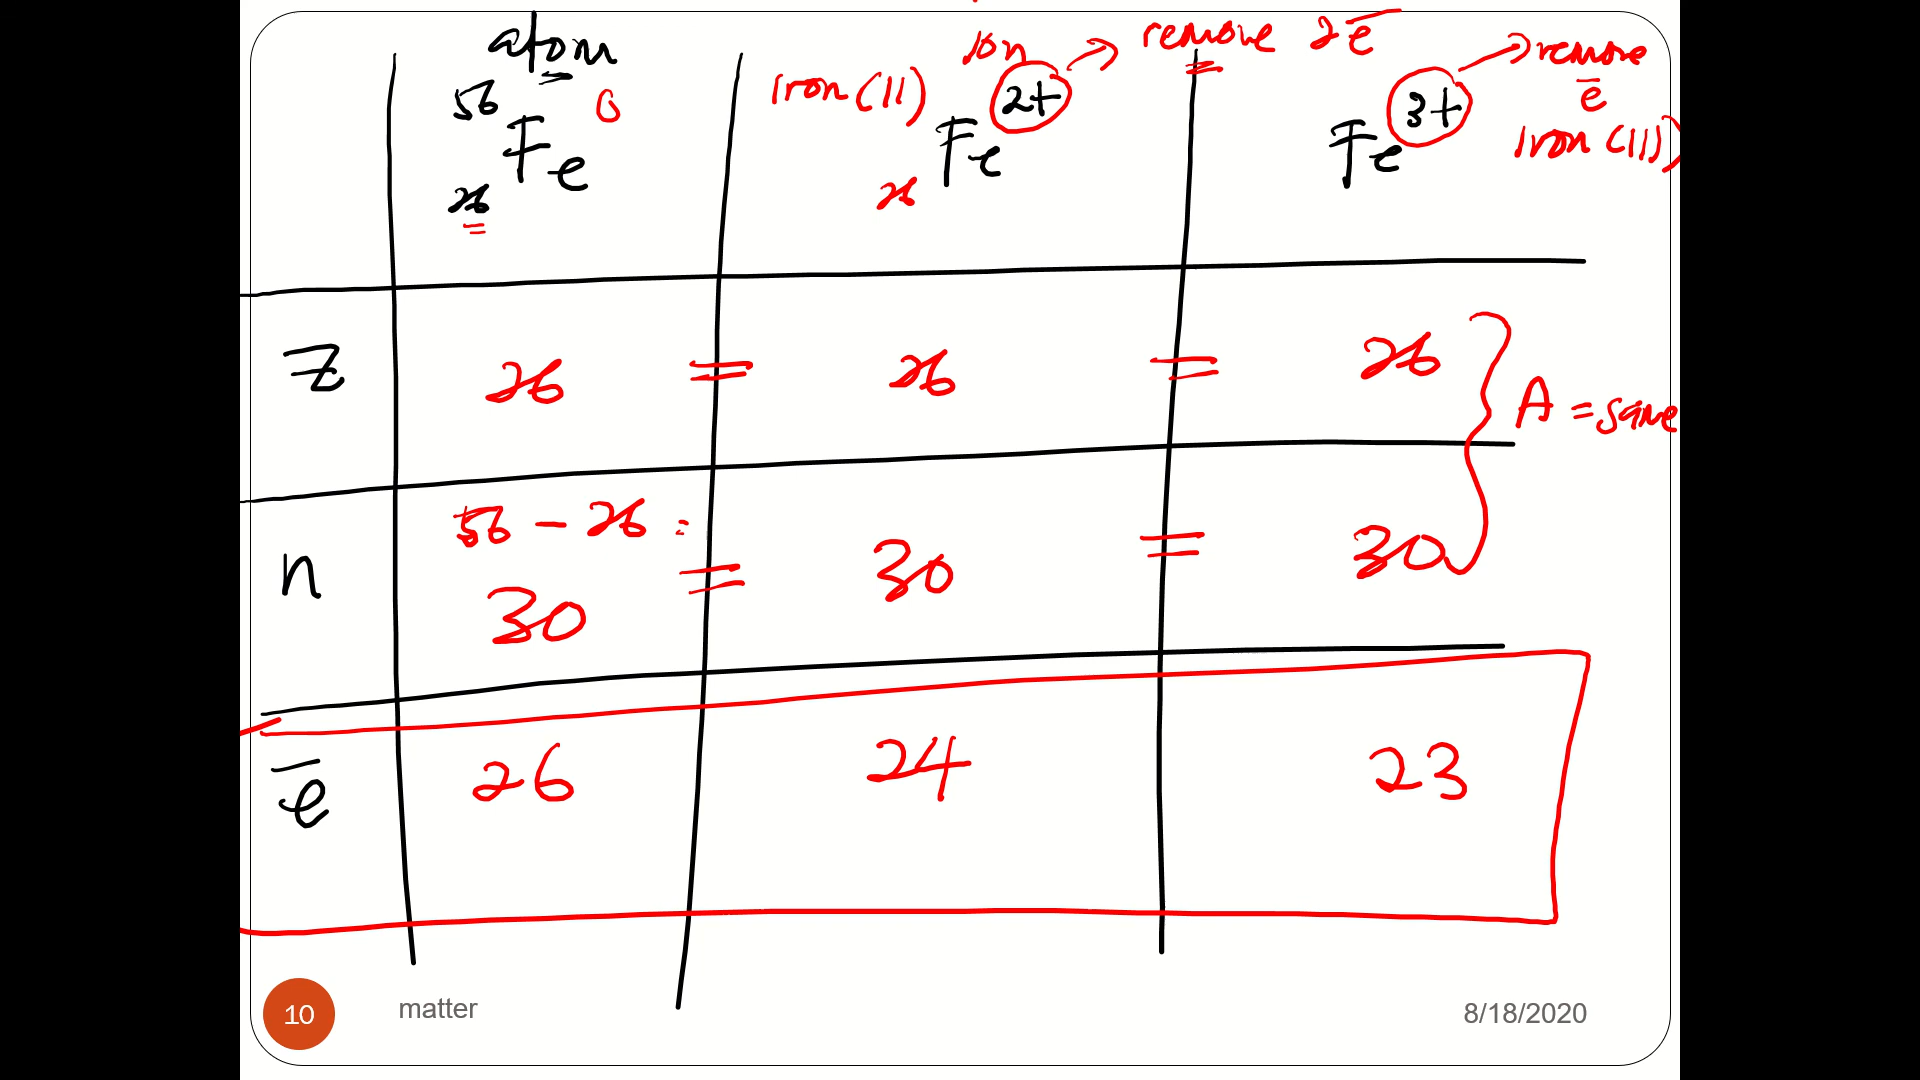 atom ion → remove 2e̅
56 Fe 0 iron (II) Fe 2+ Fe 3+ → remove e̅
26 26 iron (III)
Z 26 = 26 = 26 A = same
56 - 26 =
n 30 = 30 = 30
e̅ 26 24 23
10 matter 8/18/2020